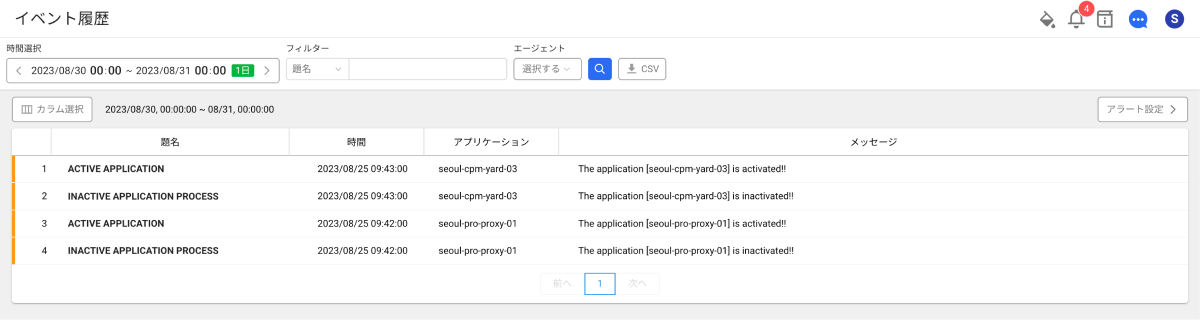 イベント履歴
4
S
時間選択
フィルター
エージェント
2023/08/30 00:00 ~ 2023/08/31 00:00 1日
題名
選択する
CSV
カラム選択
2023/08/30, 00:00:00 ~ 08/31, 00:00:00
アラート設定
題名 時間 アプリケーション メッセージ
1 ACTIVE APPLICATION 2023/08/25 09:43:00 seoul-cpm-yard-03 The application [seoul-cpm-yard-03] is activated!!
2 INACTIVE APPLICATION PROCESS 2023/08/25 09:43:00 seoul-cpm-yard-03 The application [seoul-cpm-yard-03] is inactivated!!
3 ACTIVE APPLICATION 2023/08/25 09:42:00 seoul-pro-proxy-01 The application [seoul-pro-proxy-01] is activated!!
4 INACTIVE APPLICATION PROCESS 2023/08/25 09:42:00 seoul-pro-proxy-01 The application [seoul-pro-proxy-01] is inactivated!!
前へ 1 次へ